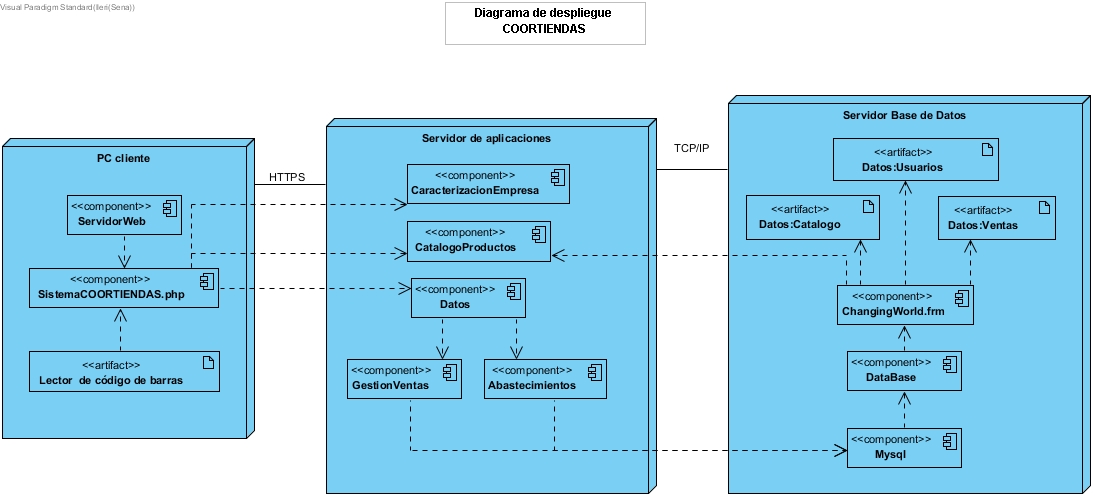 Visual Paradigm Standard(Ileri(Sena))
Diagrama de despliegue
COORTIENDAS
PC cliente
<<component>>
ServidorWeb
<<component>>
SistemaCOORTIENDAS.php
<<artifact>>
Lector de código de barras
HTTPS
Servidor de aplicaciones
<<component>>
CaracterizacionEmpresa
<<component>>
CatalogoProductos
<<component>>
Datos
<<component>>
GestionVentas
<<component>>
Abastecimientos
TCP/IP
Servidor Base de Datos
<<artifact>>
Datos:Usuarios
<<artifact>>
Datos:Catalogo
<<artifact>>
Datos:Ventas
<<component>>
ChangingWorld.frm
<<component>>
DataBase
<<component>>
Mysql